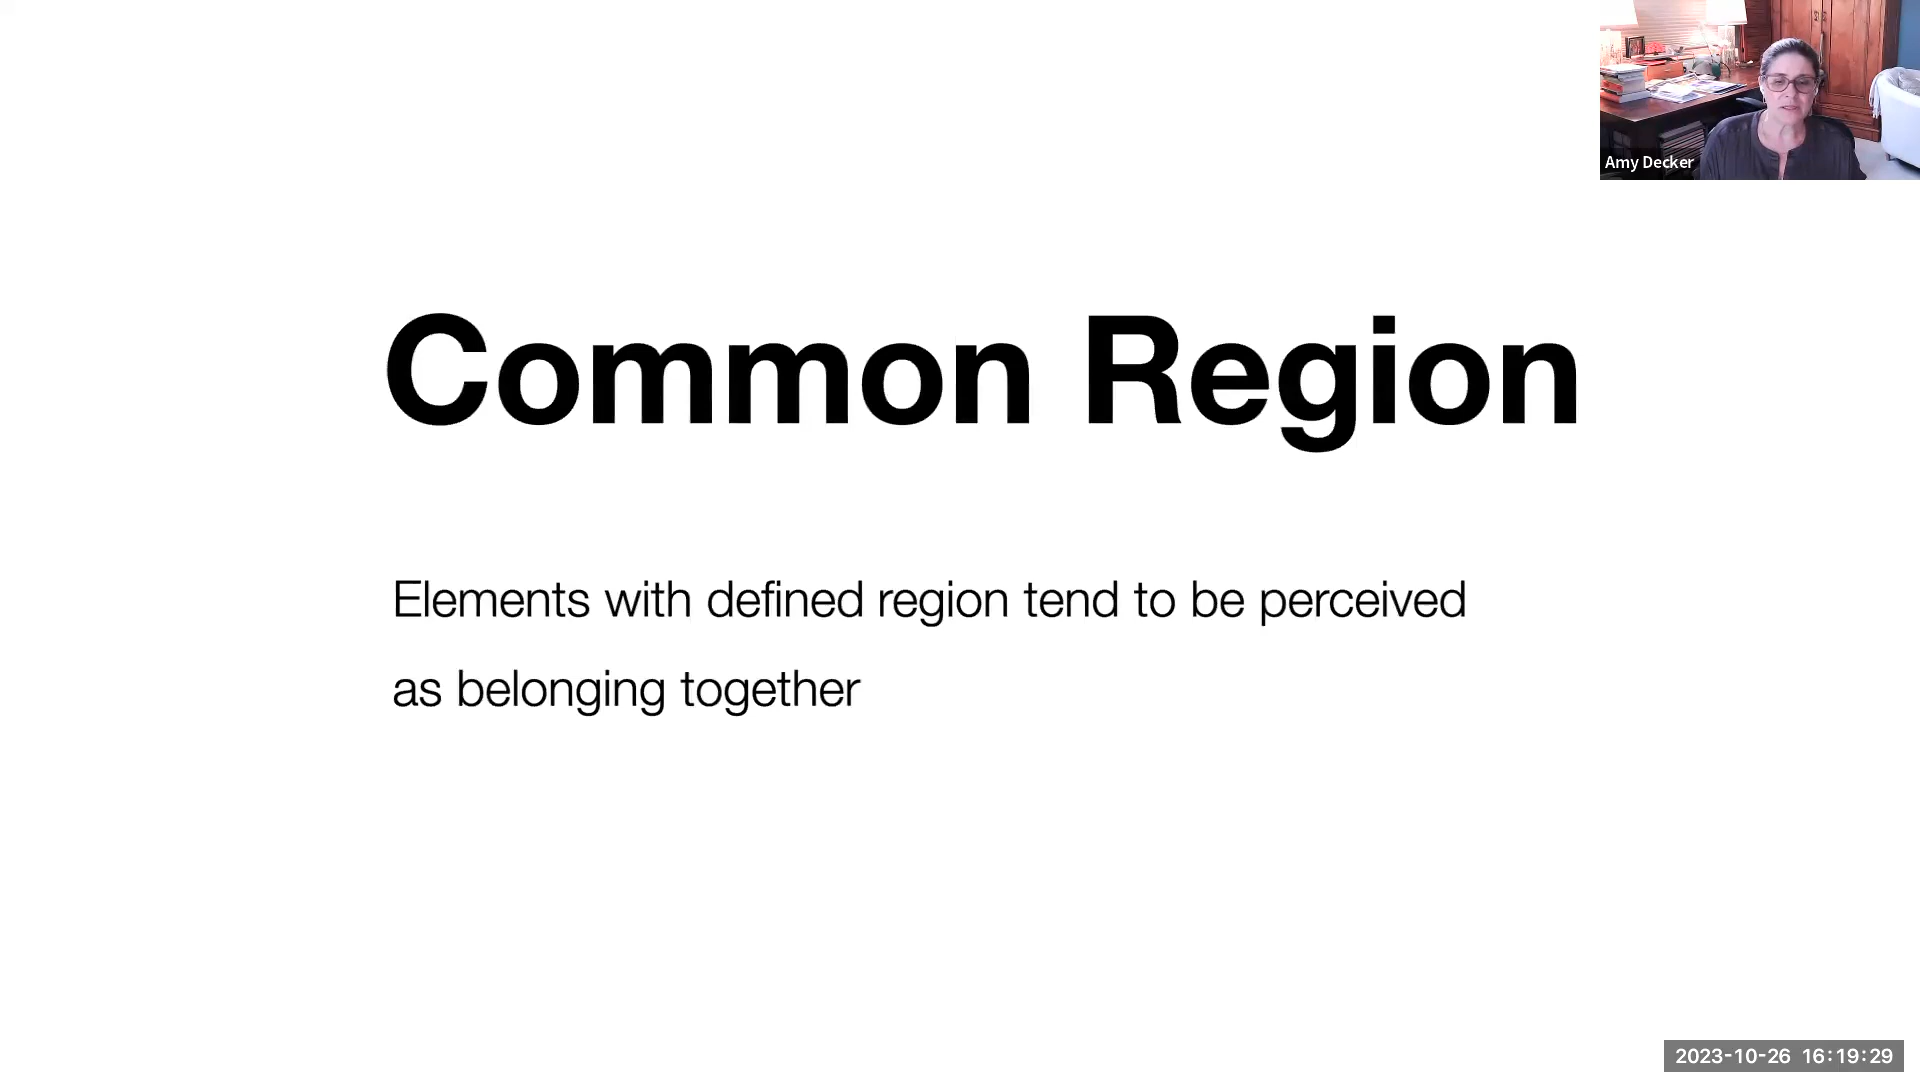 Amy Decker
Common Region
Elements with defined region tend to be perceived
as belonging together
2023-10-26 16:19:29